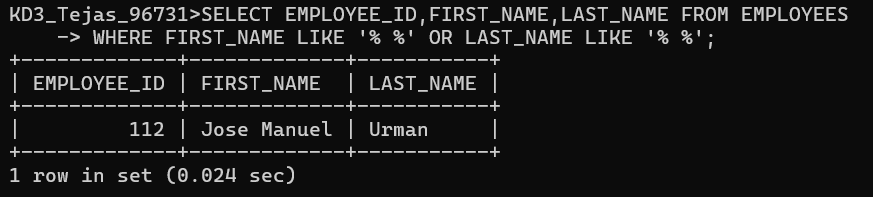 KD3_Tejas_96731>SELECT EMPLOYEE_ID,FIRST_NAME,LAST_NAME FROM EMPLOYEES
    -> WHERE FIRST_NAME LIKE '% %' OR LAST_NAME LIKE '% %';
+-------------+-------------+-----------+
| EMPLOYEE_ID | FIRST_NAME  | LAST_NAME |
+-------------+-------------+-----------+
|         112 | Jose Manuel | Urman     |
+-------------+-------------+-----------+
1 row in set (0.024 sec)